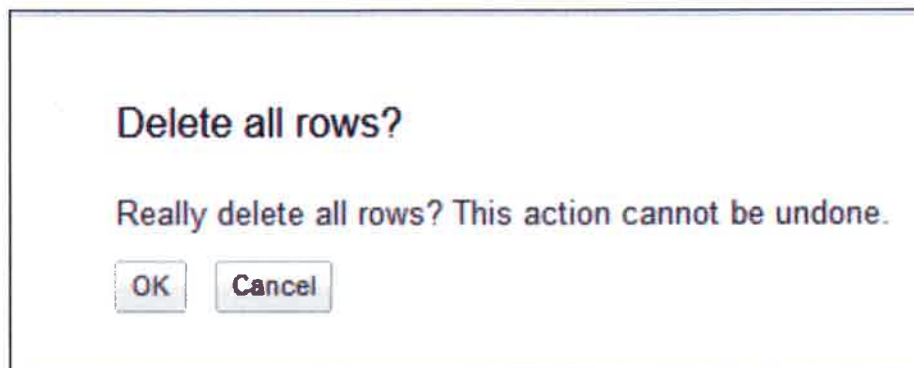 Delete all rows?
Really delete all rows? This action cannot be undone.
OK Cancel